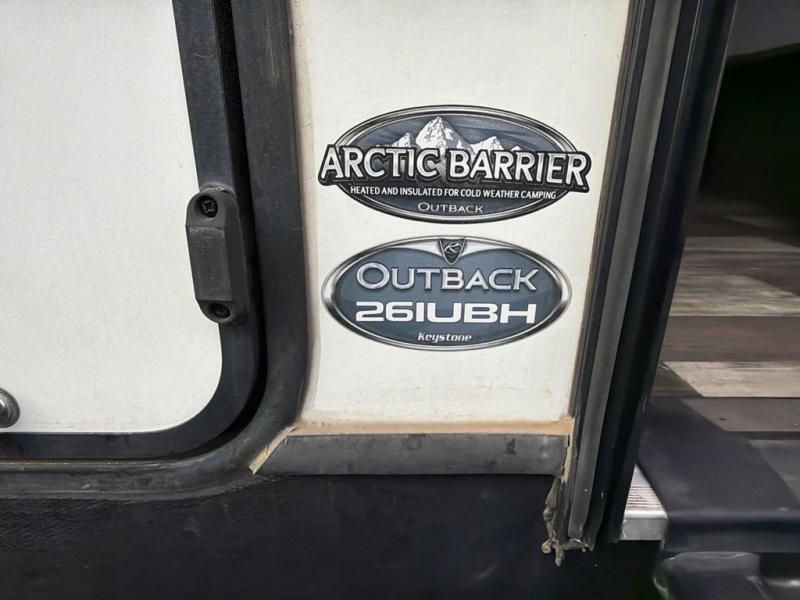 ARCTIC BARRIER
HEATED AND INSULATED FOR COLD WEATHER CAMPING
OUTBACK
OUTBACK
261UBH
Keystone